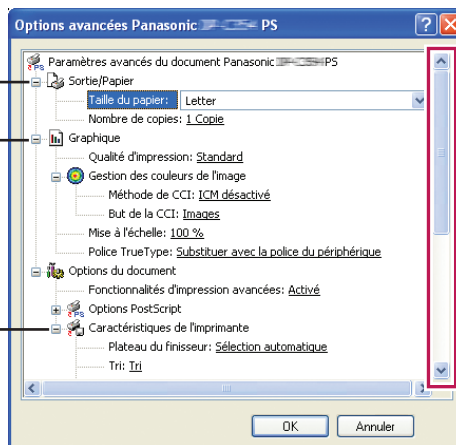 Options avancées Panasonic PS
Paramètres avancés du document Panasonic PS
Sortie/Papier
Taille du papier: Letter
Nombre de copies: 1 Copie
Graphique
Qualité d'impression: Standard
Gestion des couleurs de l'image
Méthode de CCI: ICM désactivé
But de la CCI: Images
Mise à l'échelle: 100 %
Police TrueType: Substituer avec la police du périphérique
Options du document
Fonctionnalités d'impression avancées: Activé
Options PostScript
Caractéristiques de l'imprimante
Plateau du finisseur: Sélection automatique
Tri: Tri
OK Annuler